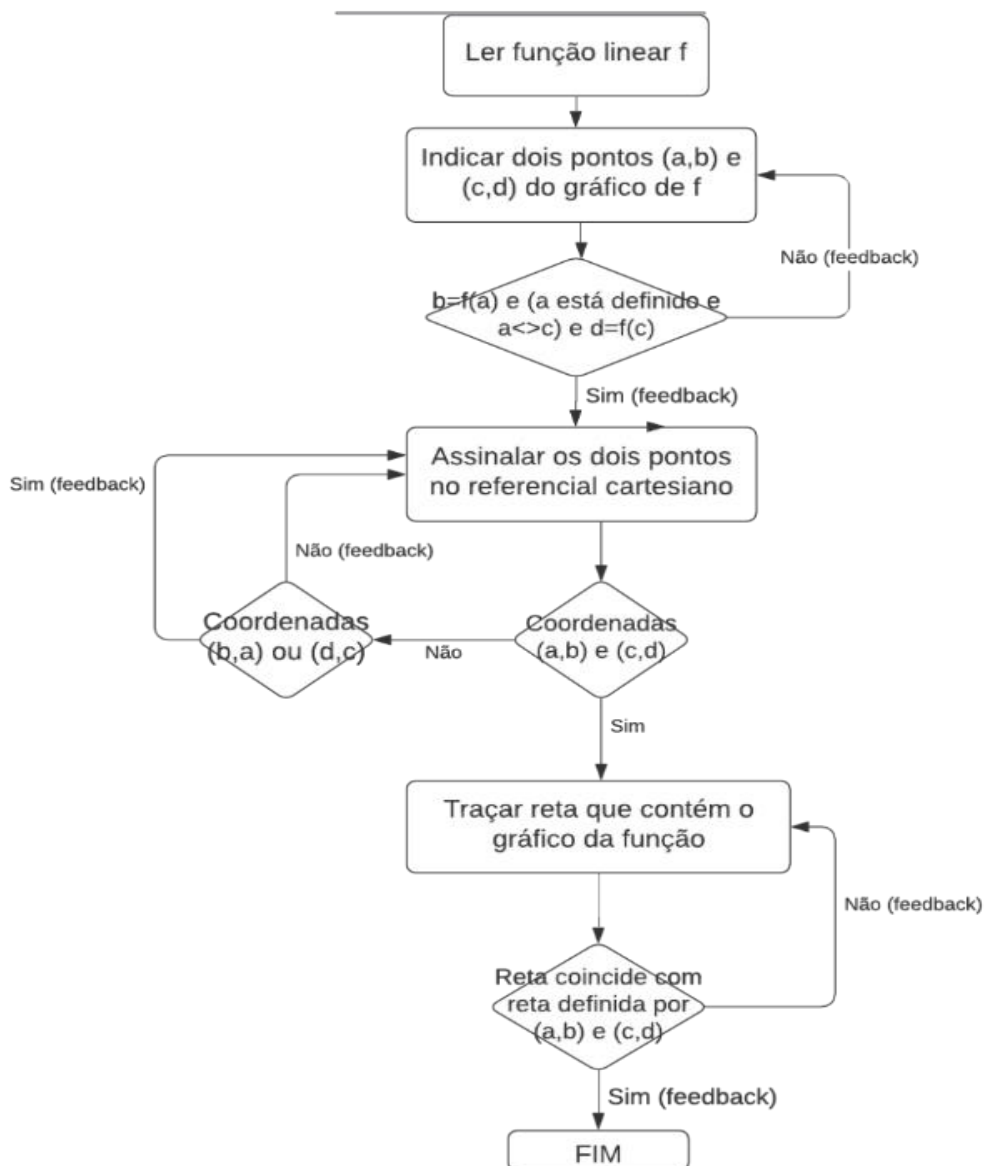 Ler função linear f
Indicar dois pontos (a,b) e
(c,d) do gráfico de f
Não (feedback)
b=f(a) e (a está definido e
a<>c) e d=f(c)
Sim (feedback)
Assinalar os dois pontos
no referencial cartesiano
Sim (feedback)
Não (feedback)
Coordenadas
(b,a) ou (d,c)
Não
Coordenadas
(a,b) e (c,d)
Sim
Traçar reta que contém o
gráfico da função
Não (feedback)
Reta coincide com
reta definida por
(a,b) e (c,d)
Sim (feedback)
FIM